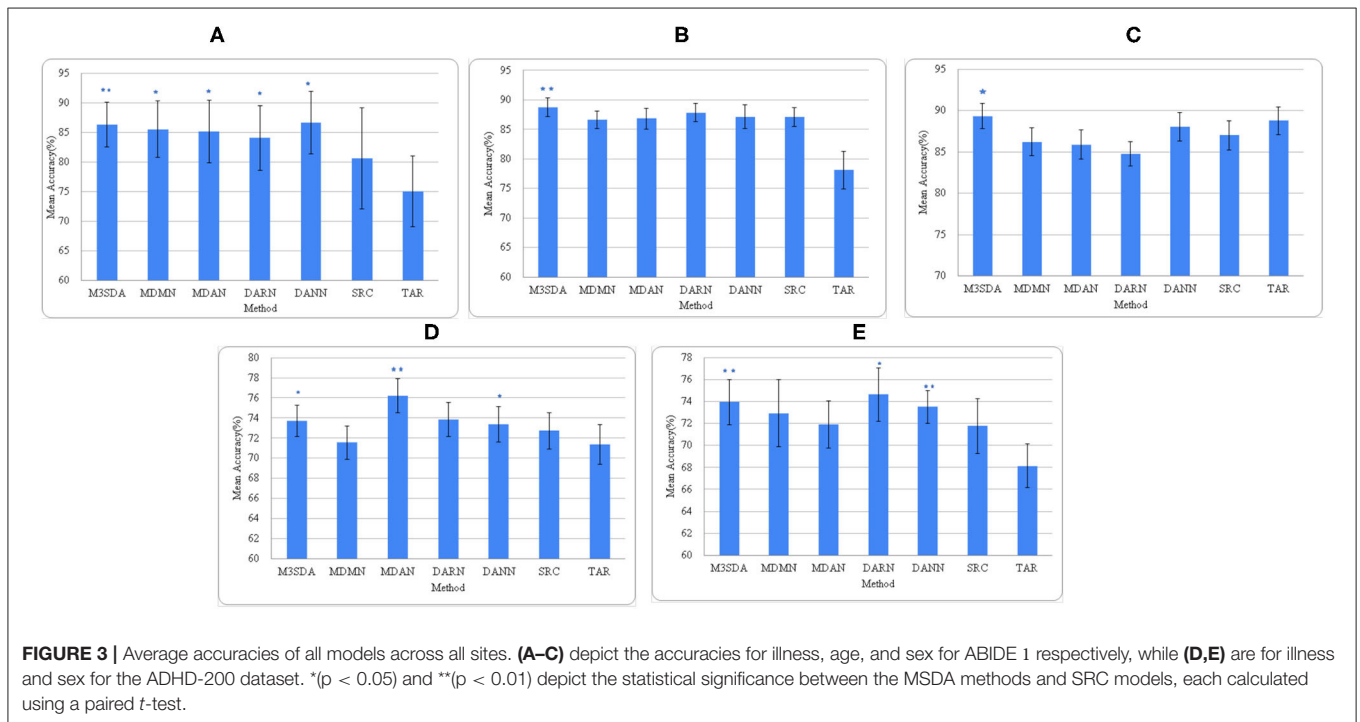 A
95
90
85
80
75
70
65
60
Mean Accuracy(%)
** * * * *
M3SDA MDMN MDAN DARN DANN SRC TAR
Method
B
95
90
85
80
75
70
65
60
Mean Accuracy(%)
**
M3SDA MDMN MDAN DARN DANN SRC TAR
Method
C
95
90
85
80
75
70
Mean Accuracy(%)
*
M3SDA MDMN MDAN DARN DANN SRC TAR
Method
D
80
78
76
74
72
70
68
66
64
62
60
Mean Accuracy(%)
* ** *
M3SDA MDMN MDAN DARN DANN SRC TAR
Method
E
78
76
74
72
70
68
66
64
62
60
Mean Accuracy(%)
** * **
M3SDA MDMN MDAN DARN DANN SRC TAR
Method
FIGURE 3 | Average accuracies of all models across all sites. (A–C) depict the accuracies for illness, age, and sex for ABIDE 1 respectively, while (D,E) are for illness
and sex for the ADHD-200 dataset. *(p < 0.05) and **(p < 0.01) depict the statistical significance between the MSDA methods and SRC models, each calculated
using a paired t-test.